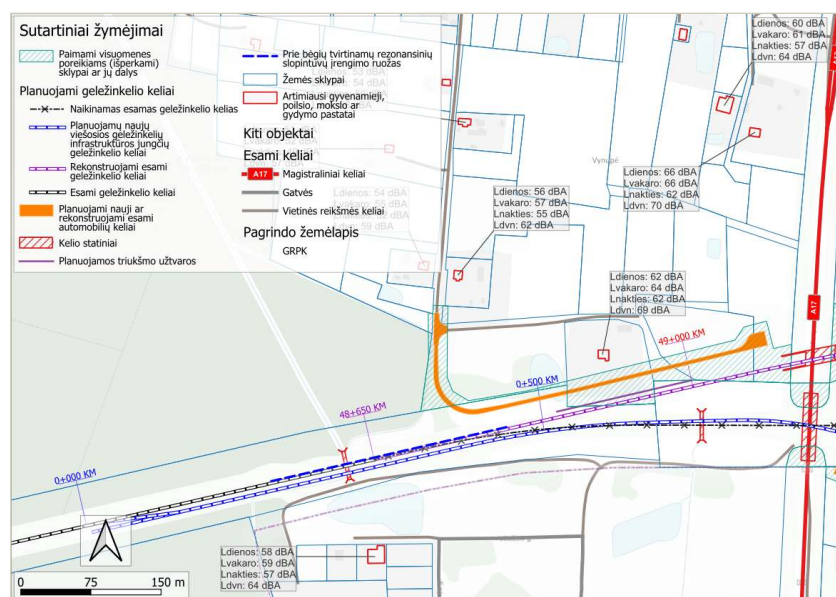 Sutartiniai žymėjimai
Paimami visuomenes
poreikiams (išperkami)
sklypai ar jų dalys
Planuojami geležinkelio keliai
Naikinamas esamas geležinkelio kelias
Planuojamų naujų
viešosios geležinkelių
infrastruktūros jungčių
geležinkelio keliai
Rekonstruojami esami
geležinkelio keliai
Esami geležinkelio keliai
Planuojami nauji ar
rekonstruojami esami
automobilių keliai
Kelio statiniai
Planuojamos triukšmo užtvaros
Prie bėgių tvirtinamų rezonansinių
slopintuvų įrengimo ruožas
Žemės sklypai
Artimiausi gyvenamieji,
poilsio, mokslo ar
gydymo pastatai
Kiti objektai
Esami keliai
A17 Magistraliniai keliai
Gatvės
Vietinės reikšmės keliai
Pagrindo žemėlapis
GRPK
Ldienos: 60 dBA
Lvakaro: 61 dBA
Lnakties: 57 dBA
Ldvn: 64 dBA
Vynupė
Ldienos: 66 dBA
Lvakaro: 66 dBA
Lnakties: 62 dBA
Ldvn: 70 dBA
Ldienos: 56 dBA
Lvakaro: 57 dBA
Lnakties: 55 dBA
Ldvn: 62 dBA
Ldienos: 54 dBA
Ldienos: 62 dBA
Lvakaro: 64 dBA
Lnakties: 62 dBA
Ldvn: 69 dBA
A17
49+000 KM
0+500 KM
48+650 KM
0+000 KM
Ldienos: 58 dBA
Lvakaro: 59 dBA
Lnakties: 57 dBA
Ldvn: 64 dBA
0 75 150 m